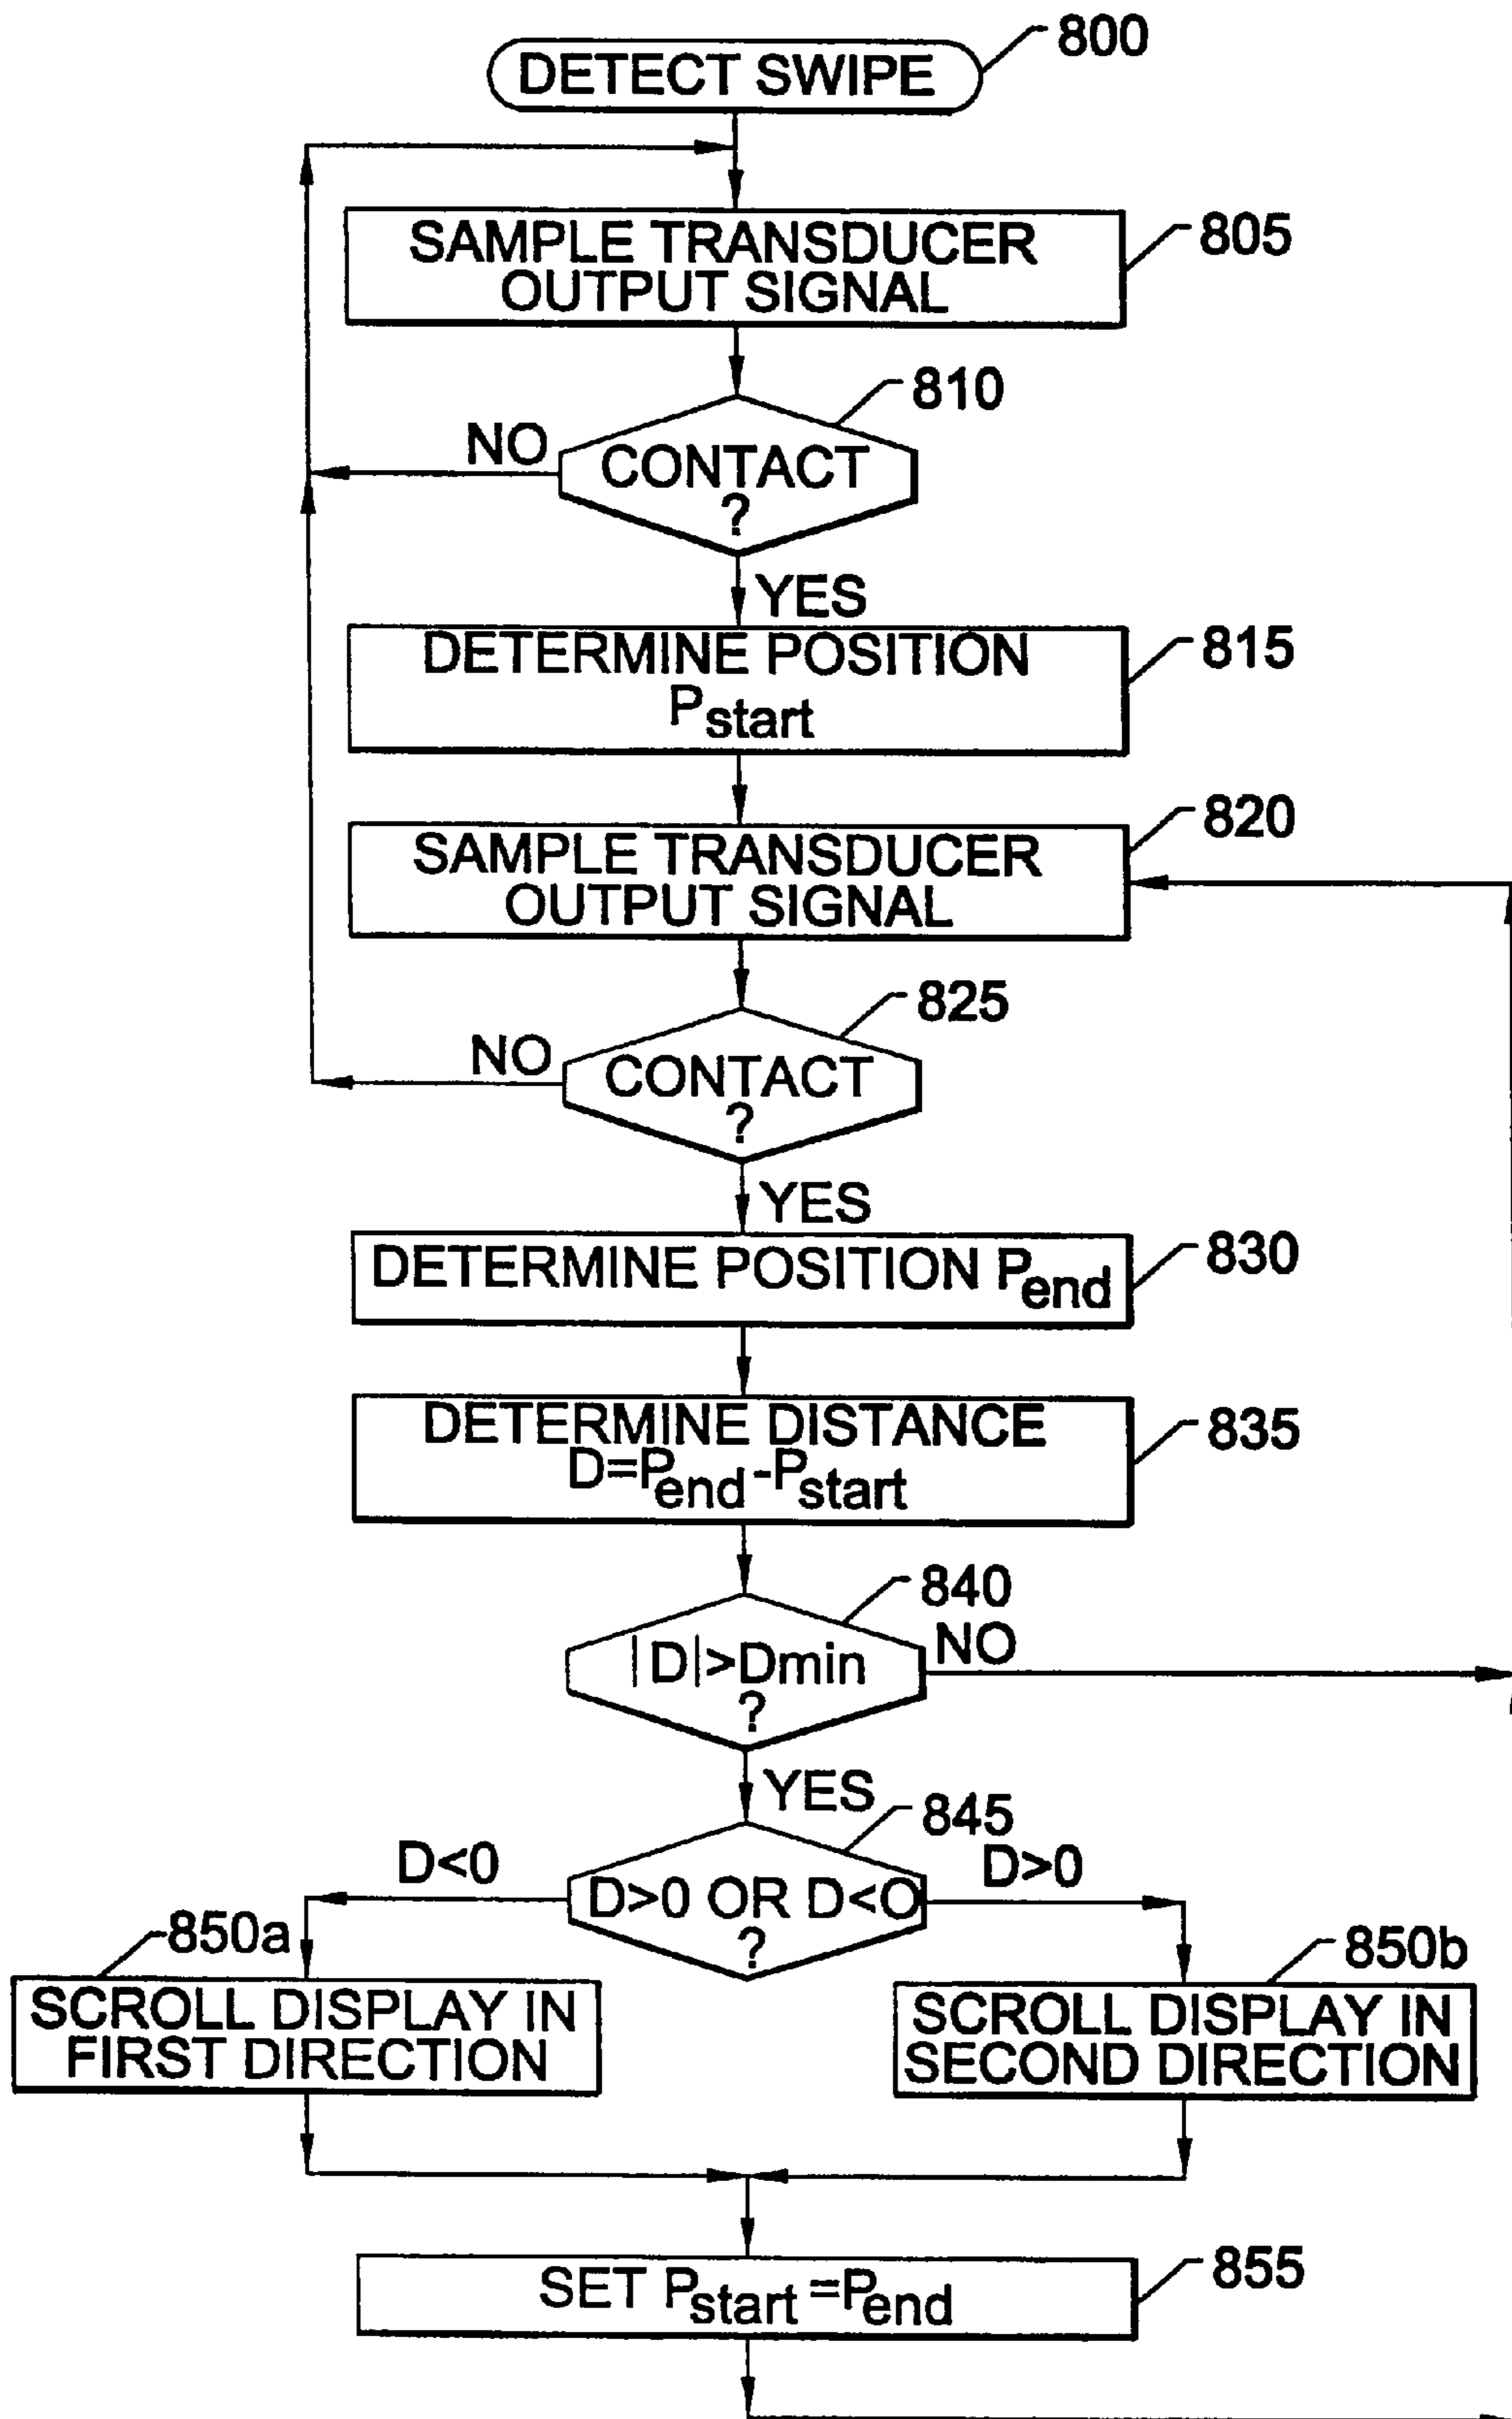 DETECT SWIPE
800
SAMPLE TRANSDUCER
OUTPUT SIGNAL
805
810
NO
CONTACT
?
YES
DETERMINE POSITION
Pstart
815
SAMPLE TRANSDUCER
OUTPUT SIGNAL
820
825
NO
CONTACT
?
YES
DETERMINE POSITION Pend
830
DETERMINE DISTANCE
D=Pend-Pstart
835
840
|D|>Dmin
?
NO
YES
845
D<0
D>0 OR D<O
?
D>0
850a
SCROLL DISPLAY IN
FIRST DIRECTION
850b
SCROLL DISPLAY IN
SECOND DIRECTION
SET Pstart=Pend
855